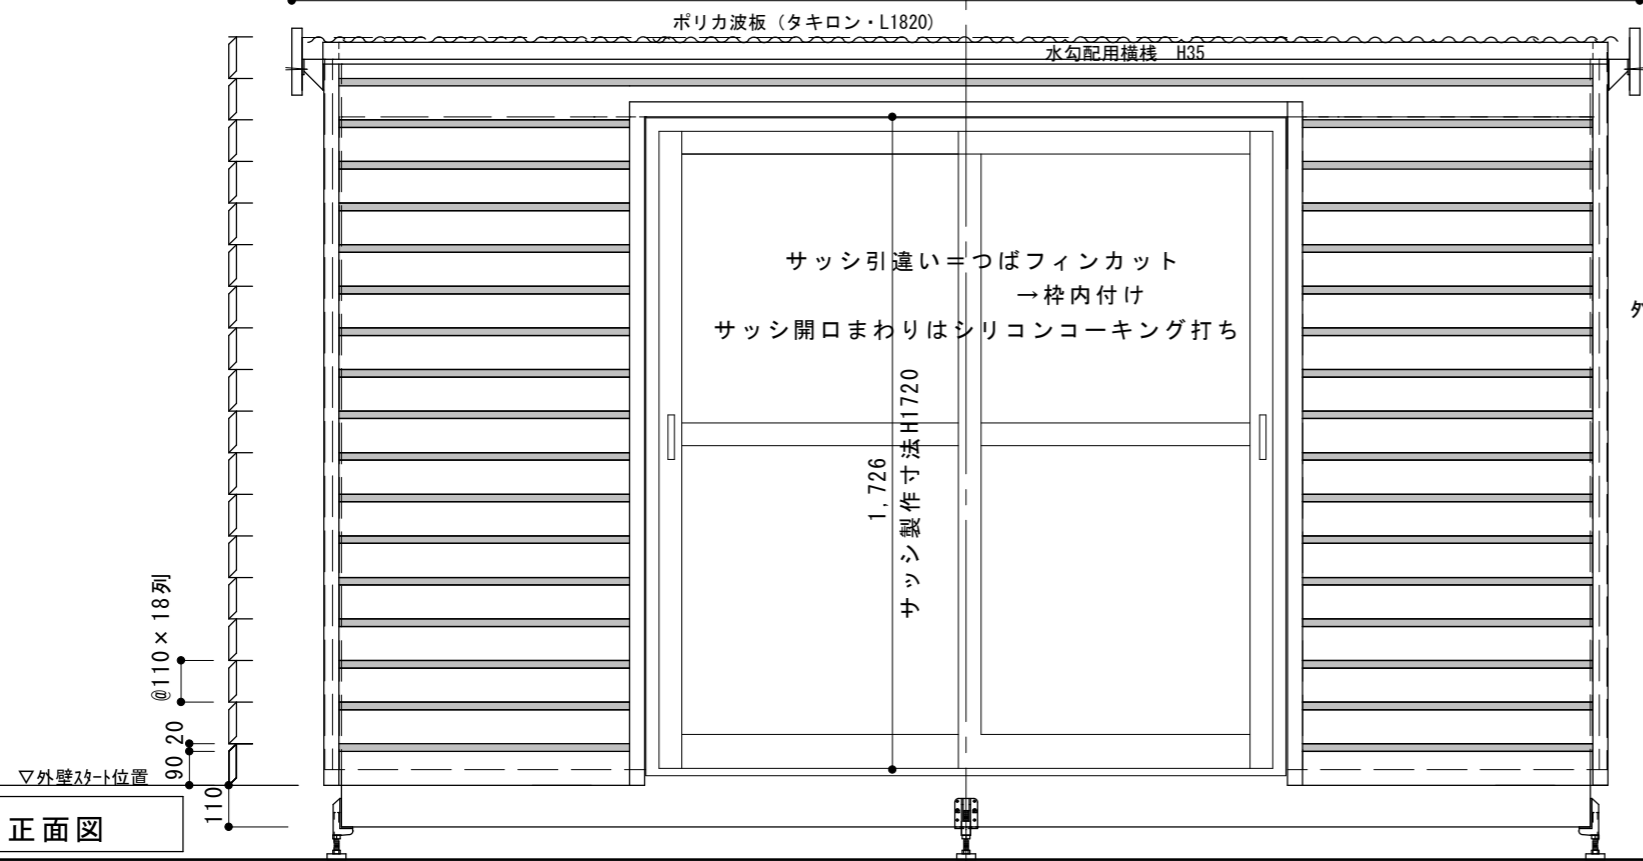 ポリカ波板（タキロン・L1820）
水勾配用横桟　H35
サッシ引違い＝つばフィンカット
→枠内付け
サッシ開口まわりはシリコンコーキング打ち
1,726
サッシ製作寸法H1720
@110×18列
20
90
▽外壁ｽﾀｰﾄ位置
110
正面図